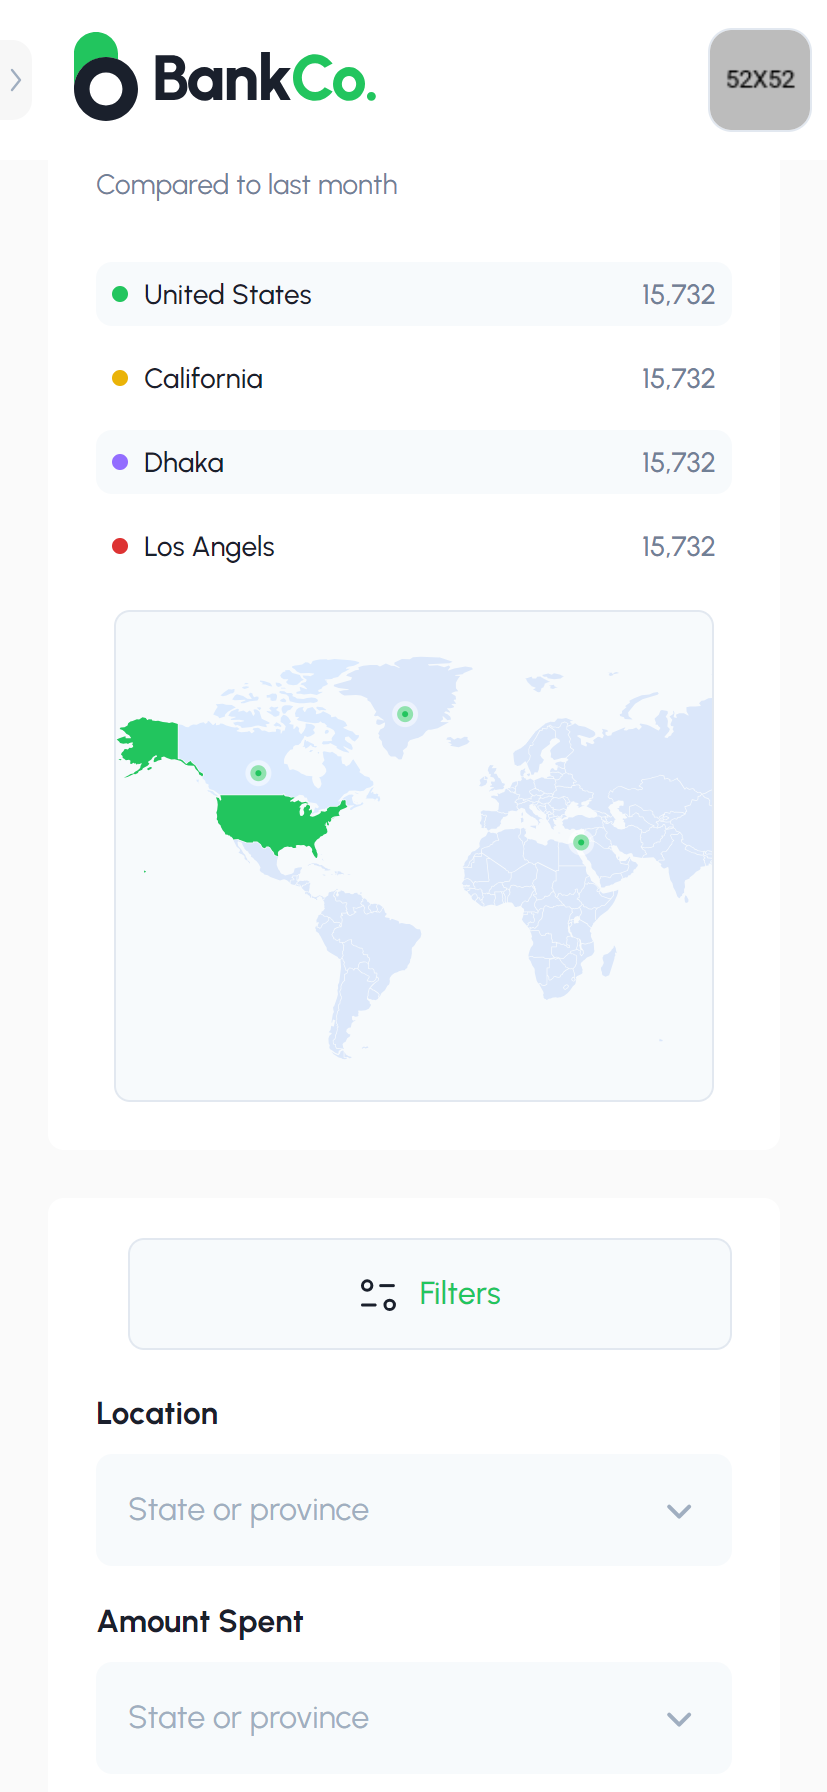 BankCo.
52X52
Compared to last month
United States 15,732
California 15,732
Dhaka 15,732
Los Angels 15,732
Filters
Location
State or province
Amount Spent
State or province